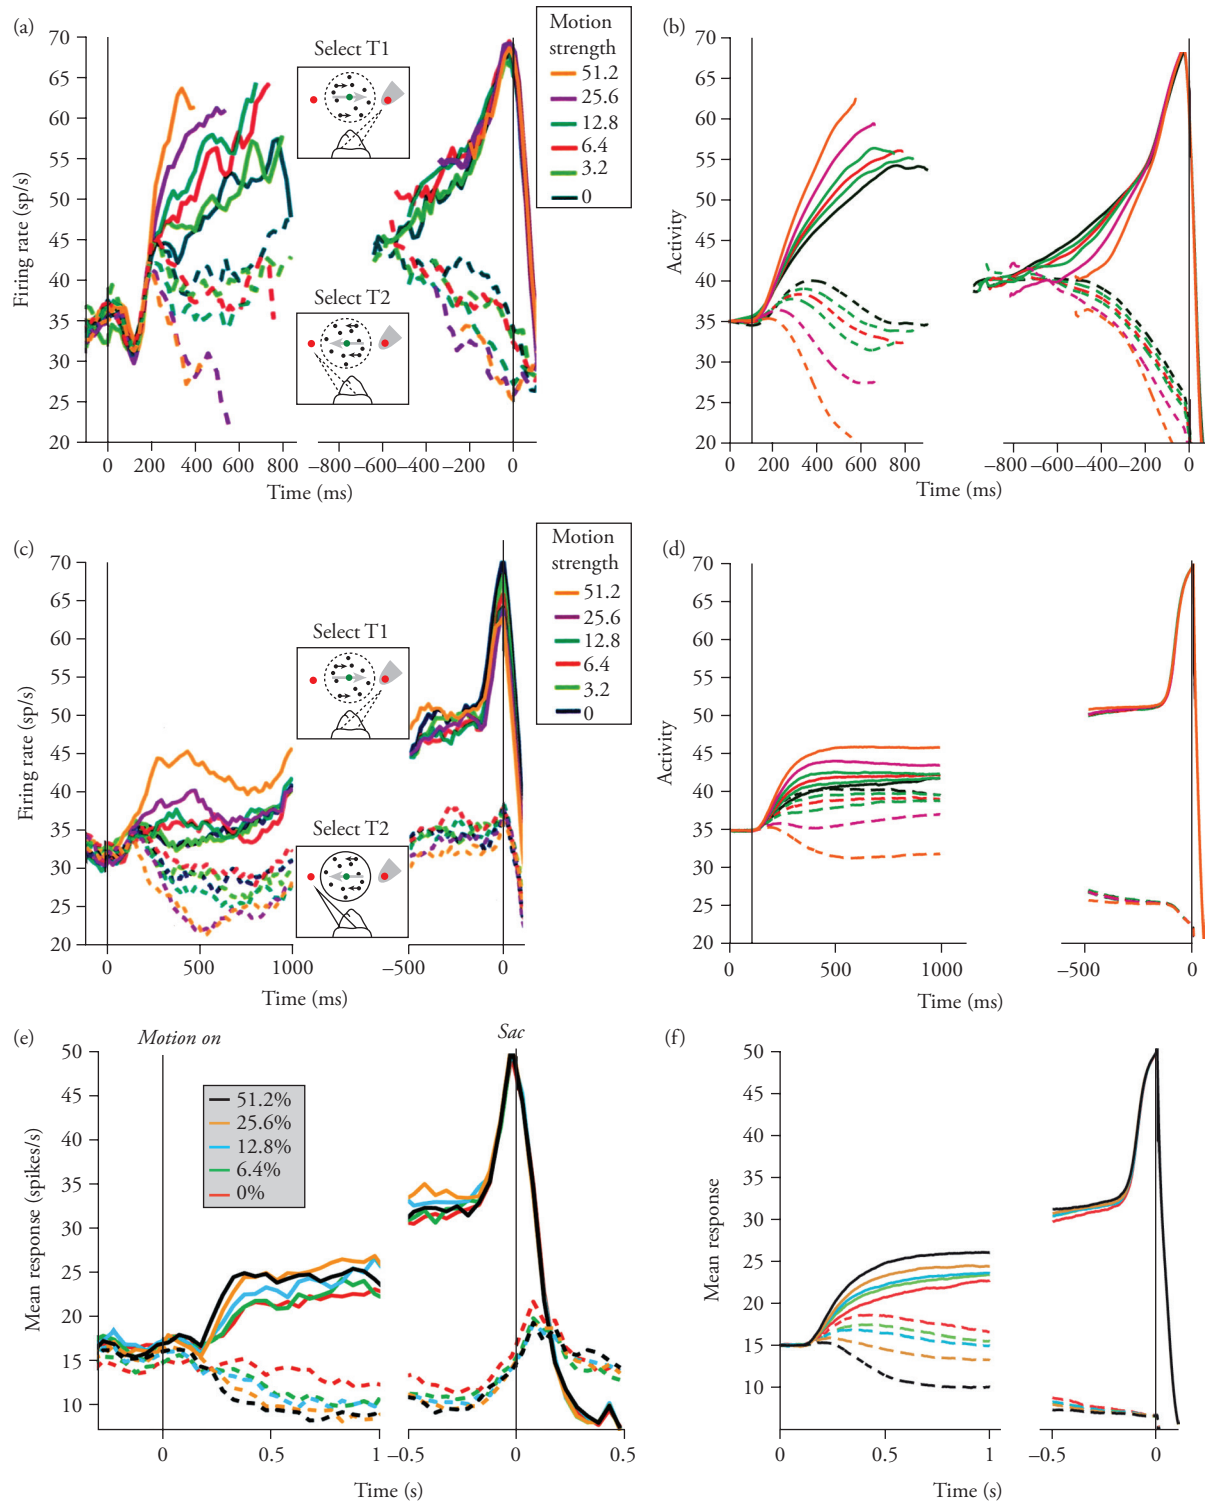 (a)
Firing rate (sp/s)
70
65
60
55
50
45
40
35
30
25
20
0 200 400 600 800
−800 −600 −400 −200 0
Time (ms)
Select T1
Select T2
Motion
strength
51.2
25.6
12.8
6.4
3.2
0
(b)
Activity
70
65
60
55
50
45
40
35
30
25
20
0 200 400 600 800
−800 −600 −400 −200 0
Time (ms)
(c)
Firing rate (sp/s)
70
65
60
55
50
45
40
35
30
25
20
0 500 1000
−500 0
Time (ms)
Select T1
Select T2
Motion
strength
51.2
25.6
12.8
6.4
3.2
0
(d)
Activity
70
65
60
55
50
45
40
35
30
25
20
0 500 1000
−500 0
Time (ms)
(e)
Motion on
Sac
Mean response (spikes/s)
50
45
40
35
30
25
20
15
10
51.2%
25.6%
12.8%
6.4%
0%
0 1 −0.5 0 0.5
Time (s)
(f)
Mean response
50
45
40
35
30
25
20
15
10
0 0.5 1
−0.5 0
Time (s)